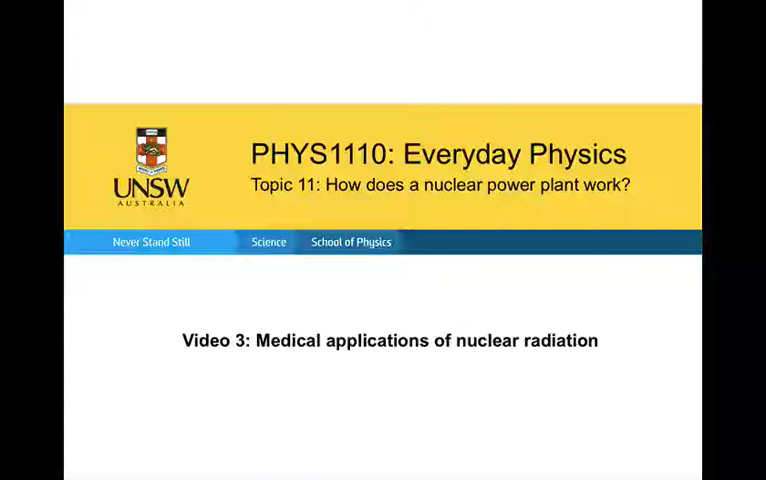 PHYS1110: Everyday Physics
Topic 11: How does a nuclear power plant work?
UNSW
AUSTRALIA
Never Stand Still
Science
School of Physics
Video 3: Medical applications of nuclear radiation